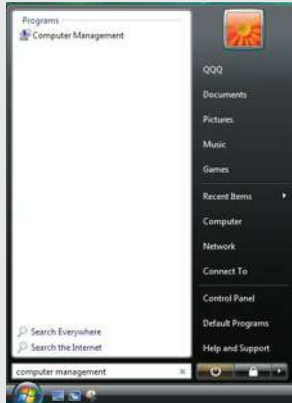 Programs
Computer Management
Search Everywhere
Search the Internet
computer management
QQQ
Documents
Pictures
Music
Games
Recent Items
Computer
Network
Connect To
Control Panel
Default Programs
Help and Support